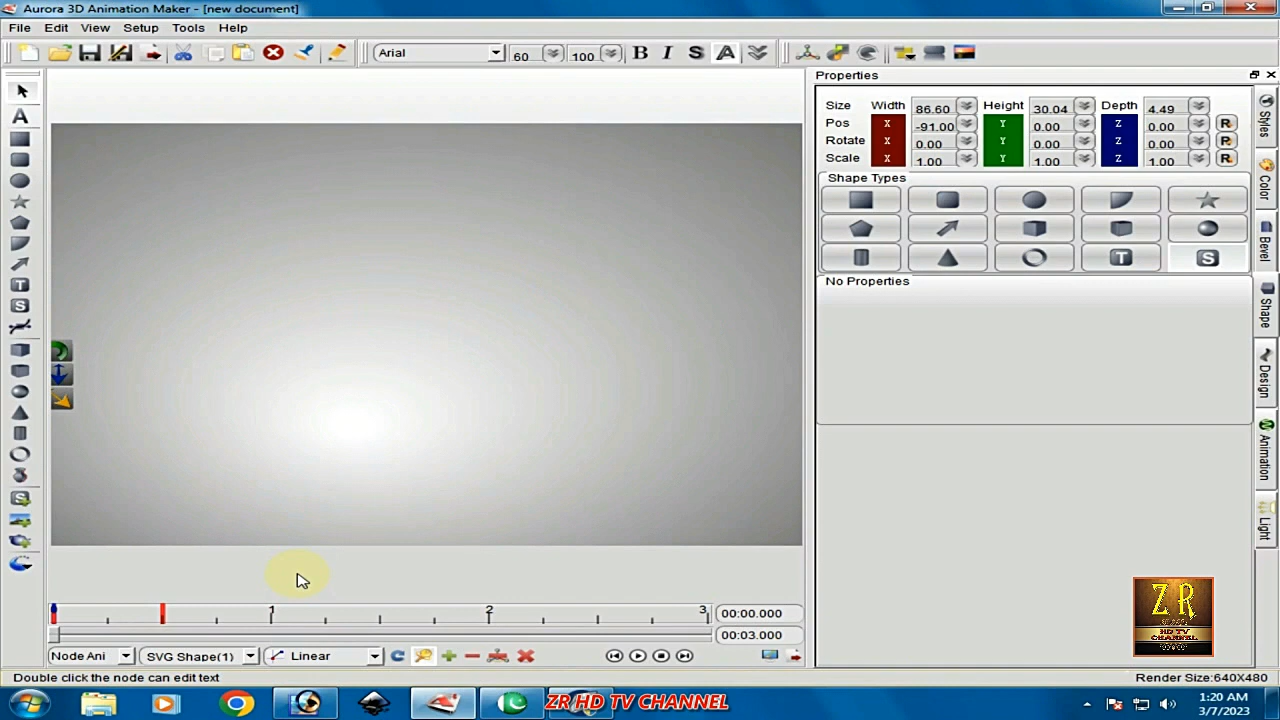 Aurora 3D Animation Maker - [new document]
File Edit View Setup Tools Help
Arial 60 100 B I S A
Properties
Size Width 86.60 Height 30.04 Depth 4.49
Pos X -91.00 Y 0.00 Z 0.00 R
Rotate X 0.00 Y 0.00 Z 0.00 R
Scale X 1.00 Y 1.00 Z 1.00 R
Shape Types
T S
No Properties
Styles
Color
Bevel
Shape
Design
Animation
Light
A
T
S
S
ZR
HD TV
CHANNEL
1 2 3 00:00.000
00:03.000
Node Ani SVG Shape(1) Linear
Double click the node can edit text Render Size:640X480
ZR HD TV CHANNEL
1:20 AM
3/7/2023